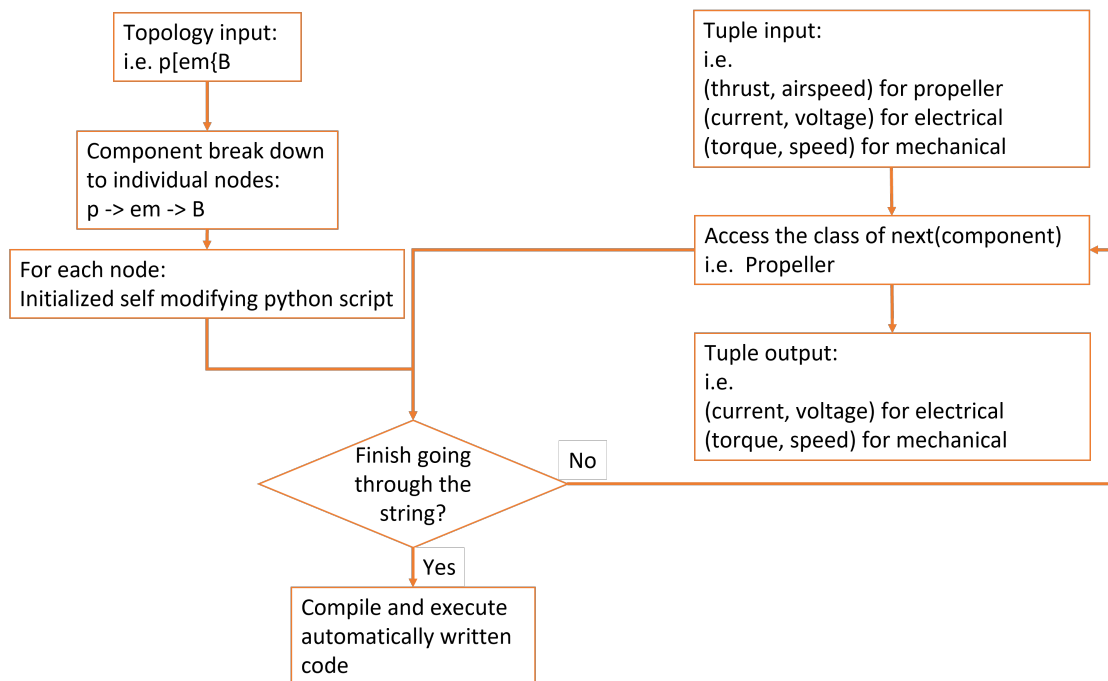 Topology input:
i.e. p[em{B
Component break down
to individual nodes:
p -> em -> B
For each node:
Initialized self modifying python script
Finish going
through the
string?
No
Yes
Compile and execute
automatically written
code
Tuple input:
i.e.
(thrust, airspeed) for propeller
(current, voltage) for electrical
(torque, speed) for mechanical
Access the class of next(component)
i.e. Propeller
Tuple output:
i.e.
(current, voltage) for electrical
(torque, speed) for mechanical